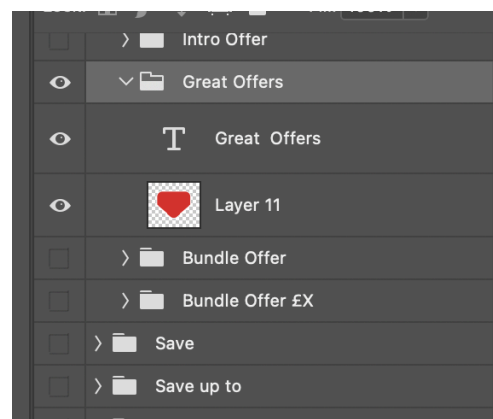 Intro Offer
Great Offers
T Great  Offers
Layer 11
Bundle Offer
Bundle Offer £X
Save
Save up to